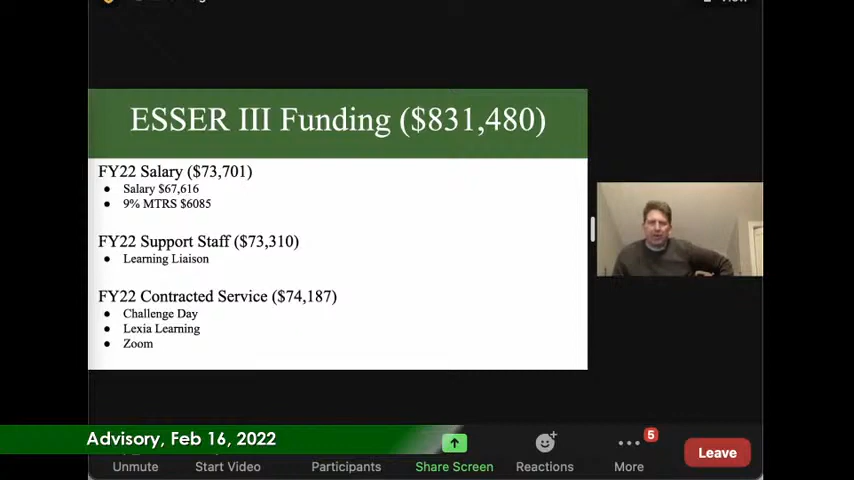 ESSER III Funding ($831,480)
FY22 Salary ($73,701)
● Salary $67,616
● 9% MTRS $6085
FY22 Support Staff ($73,310)
● Learning Liaison
FY22 Contracted Service ($74,187)
● Challenge Day
● Lexia Learning
● Zoom
Advisory, Feb 16, 2022
5
Unmute
Start Video
Participants
Share Screen
Reactions
More
Leave